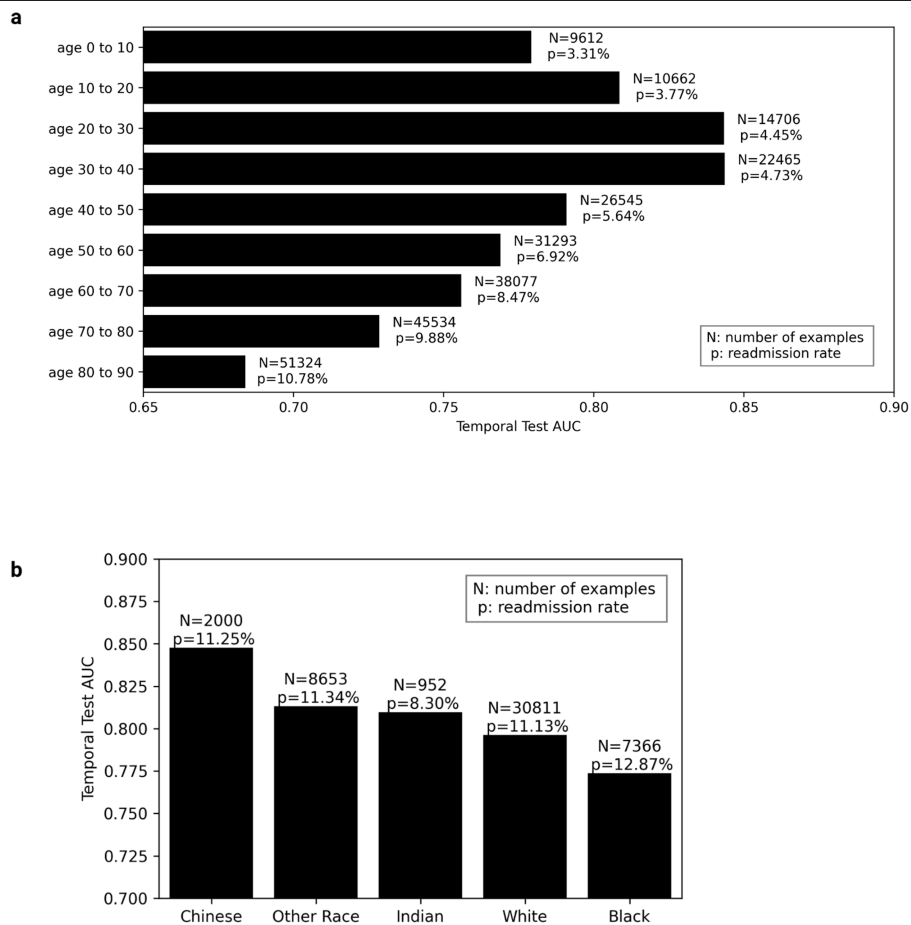 a
age 0 to 10
N=9612
p=3.31%
age 10 to 20
N=10662
p=3.77%
age 20 to 30
N=14706
p=4.45%
age 30 to 40
N=22465
p=4.73%
age 40 to 50
N=26545
p=5.64%
age 50 to 60
N=31293
p=6.92%
age 60 to 70
N=38077
p=8.47%
age 70 to 80
N=45534
p=9.88%
age 80 to 90
N=51324
p=10.78%
N: number of examples
p: readmission rate
0.65 0.70 0.75 0.80 0.85 0.90
Temporal Test AUC
b
Temporal Test AUC
0.900
0.875
0.850
0.825
0.800
0.775
0.750
0.725
0.700
N: number of examples
p: readmission rate
N=2000
p=11.25%
N=8653
p=11.34%
N=952
p=8.30%
N=30811
p=11.13%
N=7366
p=12.87%
Chinese Other Race Indian White Black